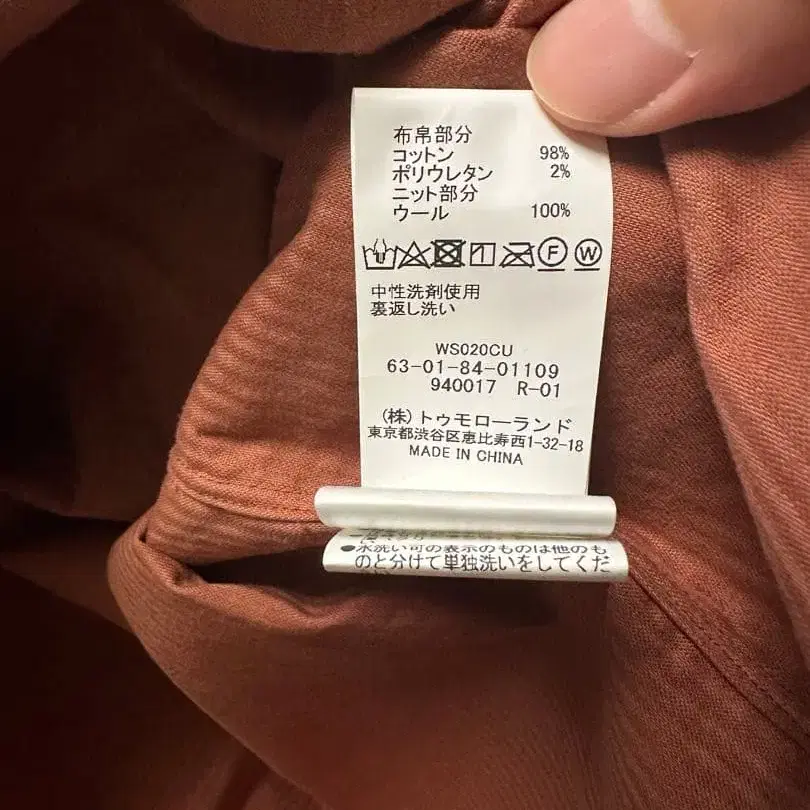 布帛部分
コットン 98%
ポリウレタン 2%
ニット部分
ウール 100%
F W
中性洗剤使用
裏返し洗い
WS020CU
63-01-84-01109
940017 R-01
(株)トゥモローランド
東京都渋谷区恵比寿西1-32-18
MADE IN CHINA
●水洗い可の表示のものは他のも
のと分けて単独洗いをしてくだ